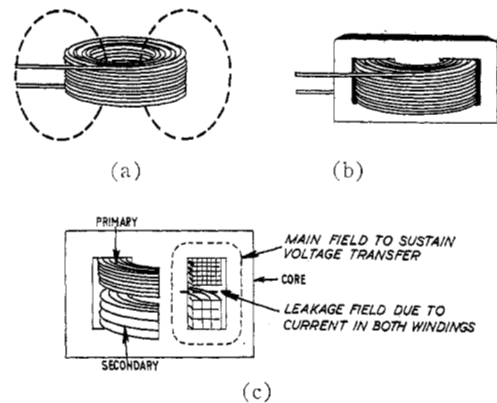 (a)
(b)
PRIMARY
MAIN FIELD TO SUSTAIN
VOLTAGE TRANSFER
CORE
LEAKAGE FIELD DUE TO
CURRENT IN BOTH WINDINGS
SECONDARY
(c)